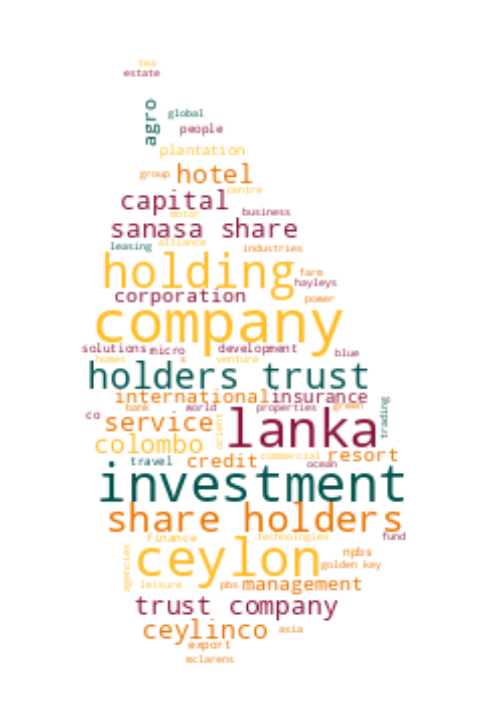 tea
estate
agro
global
people
plantation
group hotel
centre
capital
motor
business
sanasa share
leasing alliance
industries
holding
farm
hayleys
corporation
power
company
solutions micro development
blue
homes & venture
holders trust
international insurance
co bank world properties green
trading
service orient lanka
colombo
travel credit commercial resort
ocean
investment
share holders
finance technologies fund
ceylon
npbs
golden key
agencies leisure pbs management
trust company
ceylinco asia
export
mclarens